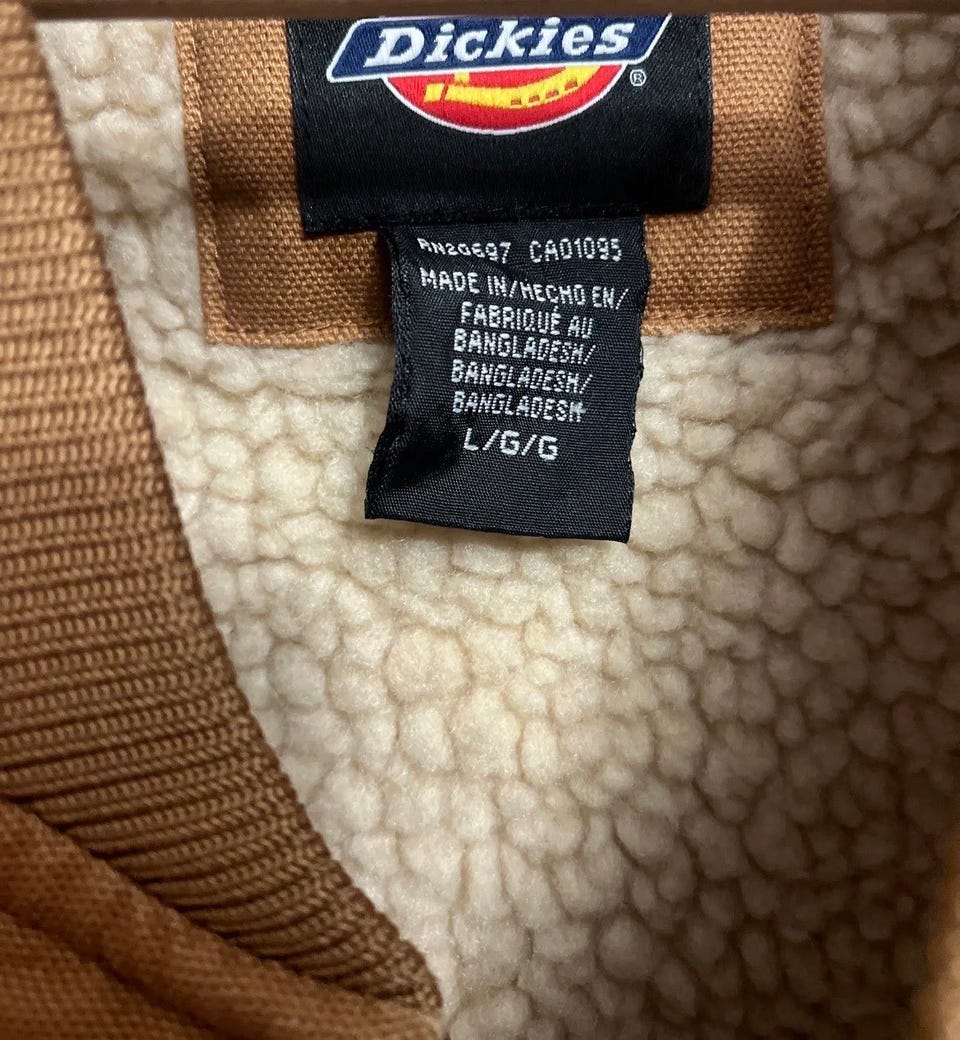 Dickies
®
RN20697 CA01095
MADE IN/HECHO EN/
FABRIQUÉ AU
BANGLADESH/
BANGLADESH/
BANGLADESH
L/G/G